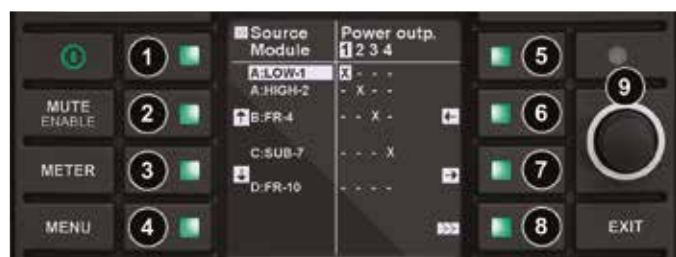 1
5
Source Power outp.
Module 1 2 3 4
A:LOW-1 X - - -
A:HIGH-2 - X - -
9
MUTE
ENABLE
2
↑ B:FR-4 - - X -
←
6
METER
3
C:SUB-7 - - - X
↓
→
7
D:FR-10 - - - -
MENU
4
8
EXIT